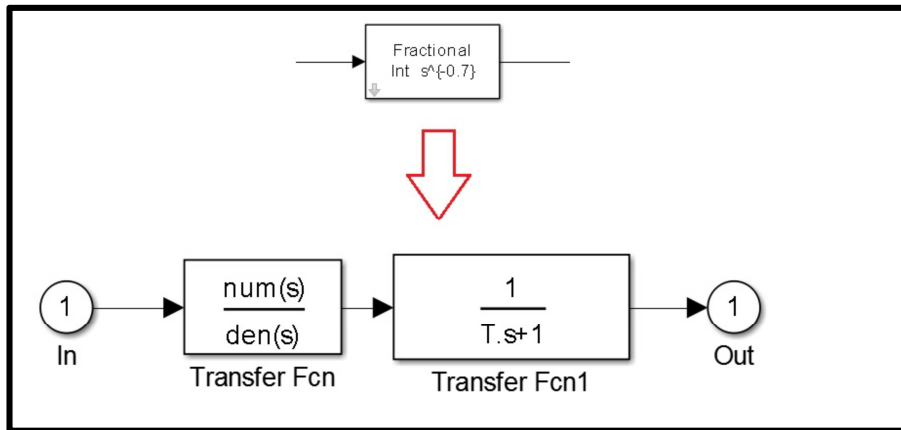 Fractional
Int s^{-0.7}
1
In
num(s)
den(s)
Transfer Fcn
1
T.s+1
Transfer Fcn1
1
Out